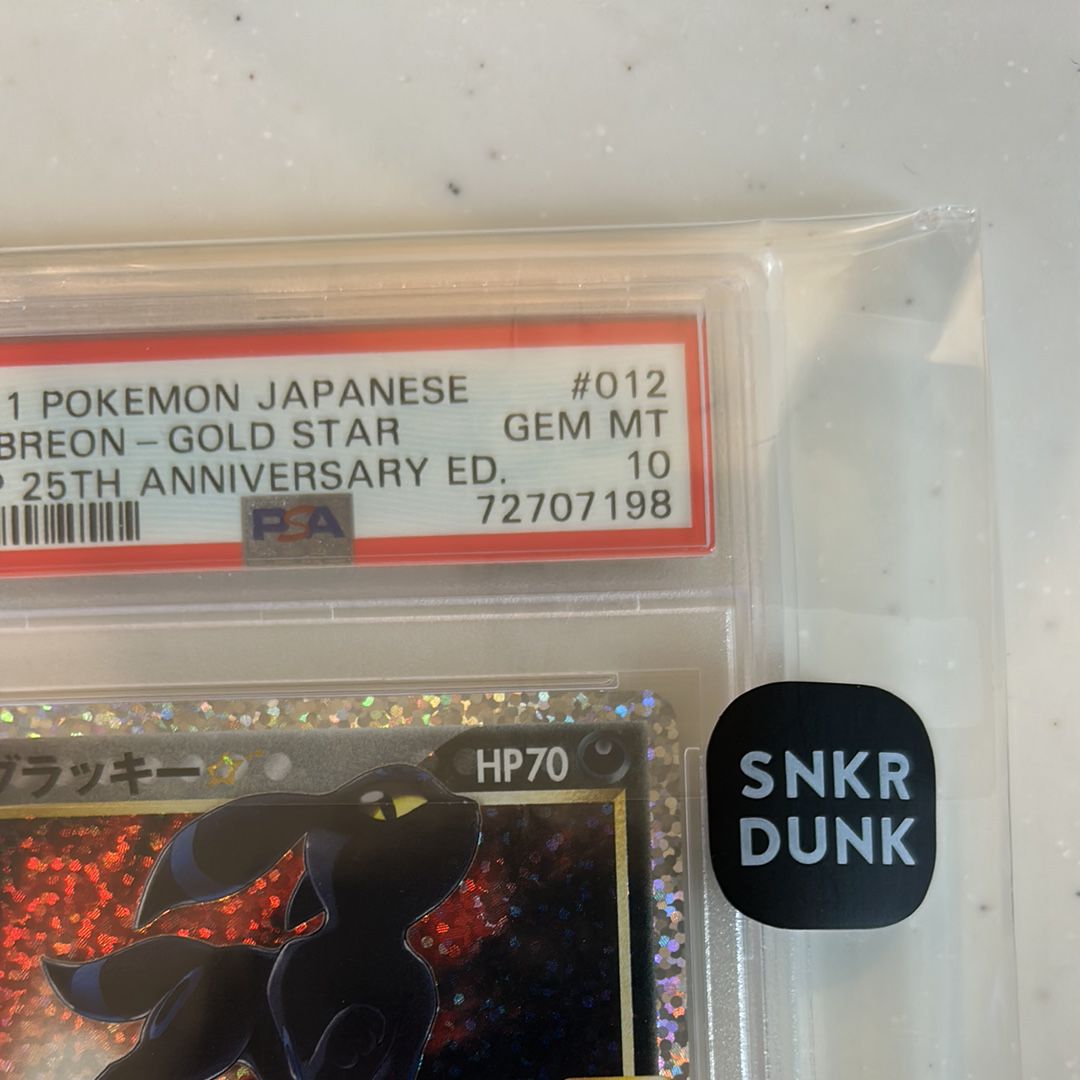 1 POKEMON JAPANESE #012
BREON - GOLD STAR GEM MT
P 25TH ANNIVERSARY ED. 10
PSA 72707198
ブラッキー☆ HP70
SNKR
DUNK